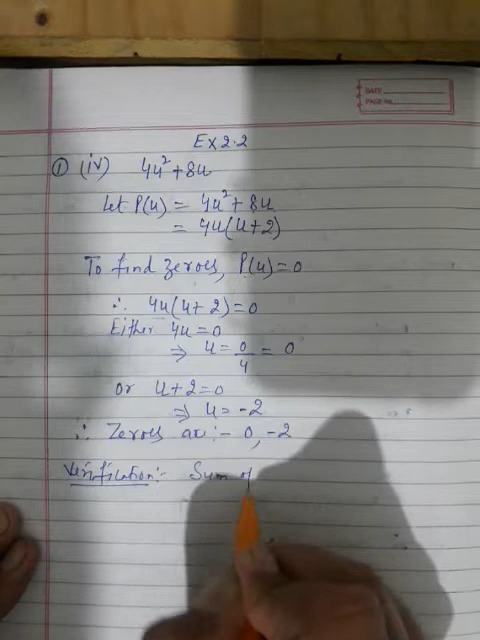 DATE
PAGE No.
Ex 2.2
① (iv) 4u² + 8u
Let P(u) = 4u² + 8u
= 4u(u+2)
To find zeroes, P(u) = 0
∴ 4u(u+2) = 0
Either 4u = 0
⇒ u = 0/4 = 0
or u+2 = 0
⇒ u = -2
∴ Zeroes are :- 0, -2
Verification :- Sum of